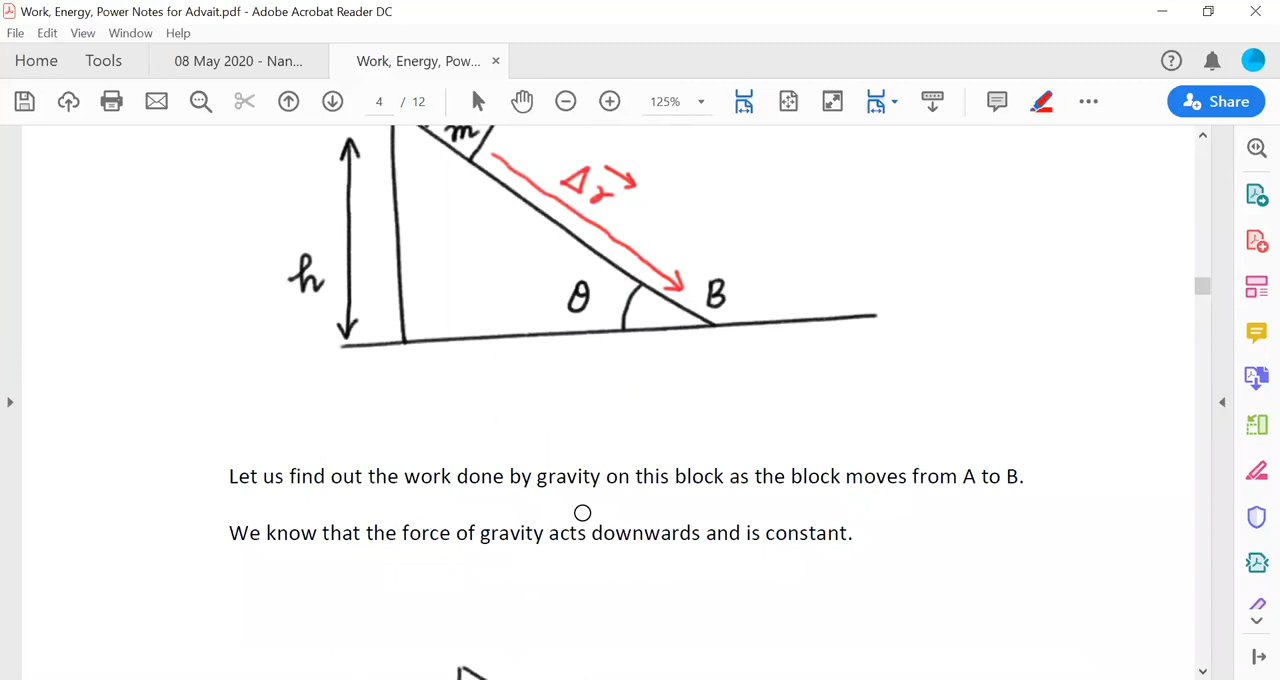 Work, Energy, Power Notes for Advait.pdf - Adobe Acrobat Reader DC
File Edit View Window Help
Home Tools 08 May 2020 - Nan... Work, Energy, Pow... ×
4 / 12 125% Share
m
Δr
h
θ B
Let us find out the work done by gravity on this block as the block moves from A to B.
We know that the force of gravity acts downwards and is constant.